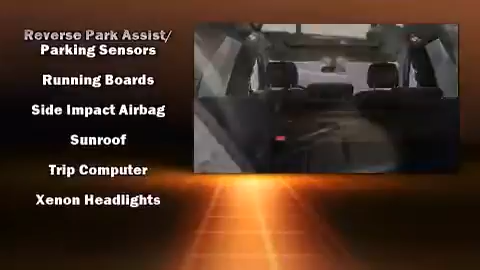 Reverse Park Assist/
Parking Sensors
Running Boards
Side Impact Airbag
Sunroof
Trip Computer
Xenon Headlights